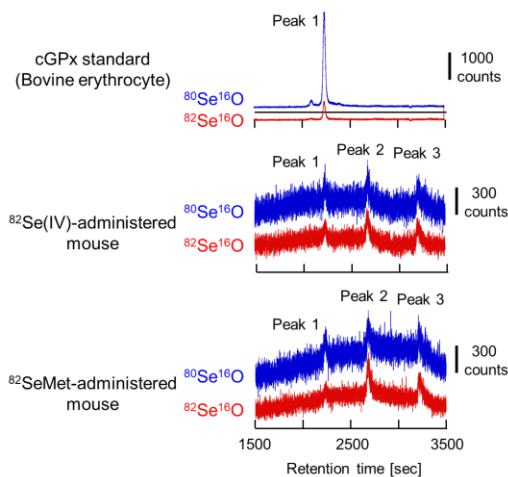 Peak 1
cGPx standard
(Bovine erythrocyte)
1000
counts
⁸⁰Se¹⁶O
⁸²Se¹⁶O
Peak 1
Peak 2
Peak 3
⁸²Se(IV)-administered
mouse
⁸⁰Se¹⁶O
⁸²Se¹⁶O
300
counts
Peak 1
Peak 2
Peak 3
⁸²SeMet-administered
mouse
⁸⁰Se¹⁶O
⁸²Se¹⁶O
300
counts
1500 2000 2500 3000 3500
Retention time [sec]